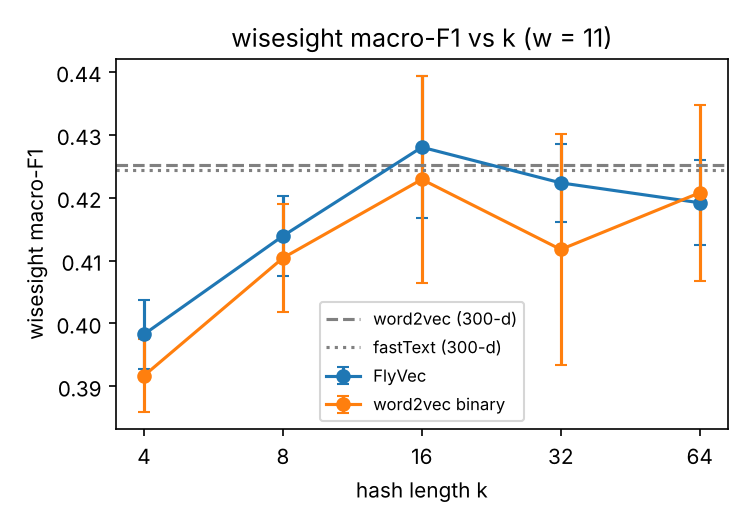 wisesight macro-F1 vs k (w = 11)
wisesight macro-F1
0.44
0.43
0.42
0.41
0.40
0.39
word2vec (300-d)
fastText (300-d)
FlyVec
word2vec binary
4 8 16 32 64
hash length k